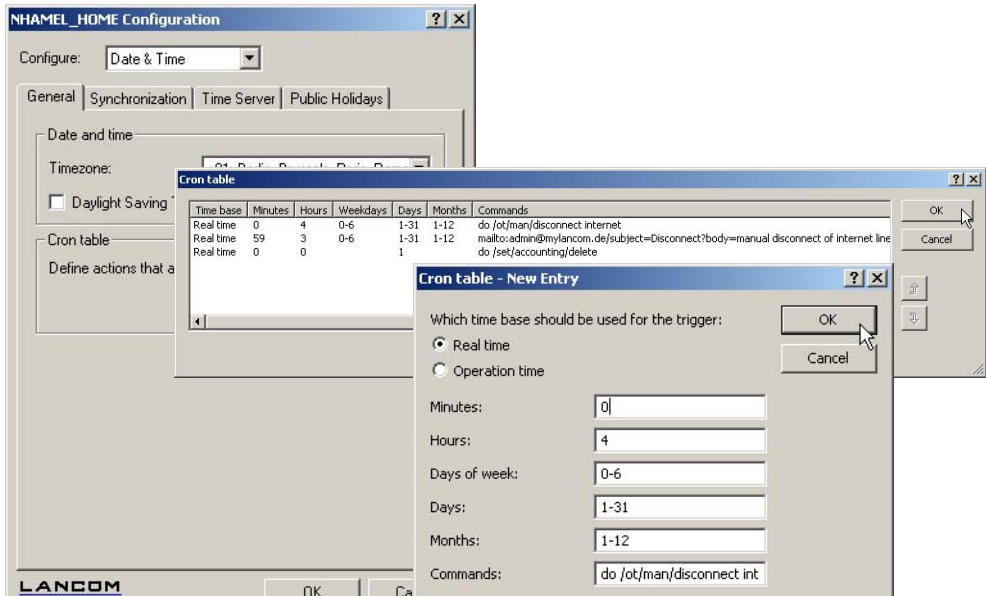 NHAMEL_HOME Configuration
Configure: Date & Time
General Synchronization Time Server Public Holidays
Date and time
Timezone:
Daylight Saving
Cron table
Define actions that a
LANCOM
OK Ca
Cron table
Time base Minutes Hours Weekdays Days Months Commands
Real time 0 4 0-6 1-31 1-12 do /ot/man/disconnect internet
Real time 59 3 0-6 1-31 1-12 mailto:admin@mylancom.de/subject=Disconnect?body=manual disconnect of internet line
Real time 0 0 1 do /set/accounting/delete
OK
Cancel
Cron table - New Entry
Which time base should be used for the trigger:
Real time
Operation time
OK
Cancel
Minutes: 0
Hours: 4
Days of week: 0-6
Days: 1-31
Months: 1-12
Commands: do /ot/man/disconnect int